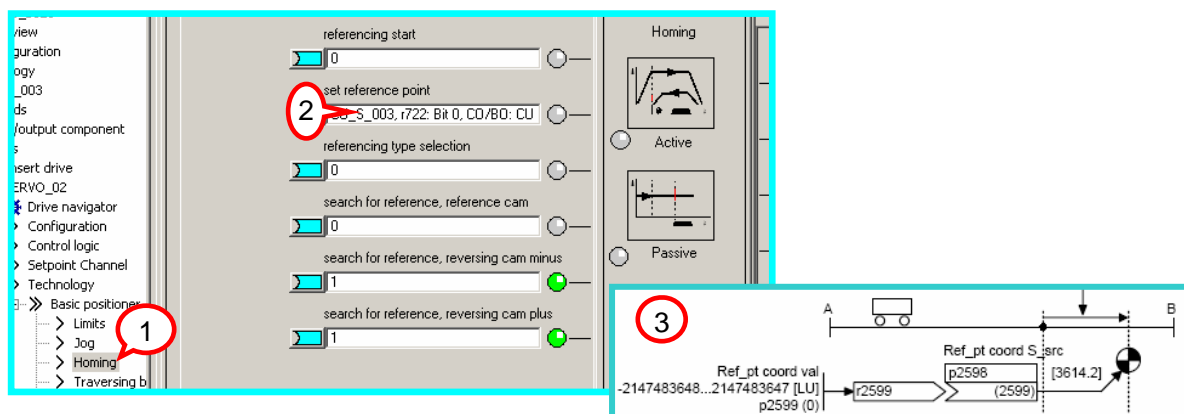 view
guration
ogy
_003
ds
/output component
s
nsert drive
ERVO_02
Drive navigator
Configuration
Control logic
Setpoint Channel
Technology
Basic positioner
Limits
Jog
Homing
Traversing b
1
referencing start
0
set reference point
2
_S_003, r722: Bit 0, CO/BO: CU
referencing type selection
0
search for reference, reference cam
0
search for reference, reversing cam minus
1
search for reference, reversing cam plus
1
Homing
Active
Passive
3
A
B
Ref_pt coord S_src
p2598
[3614.2]
(2599)
Ref_pt coord val
-2147483648...2147483647 [LU]
r2599
p2599 (0)